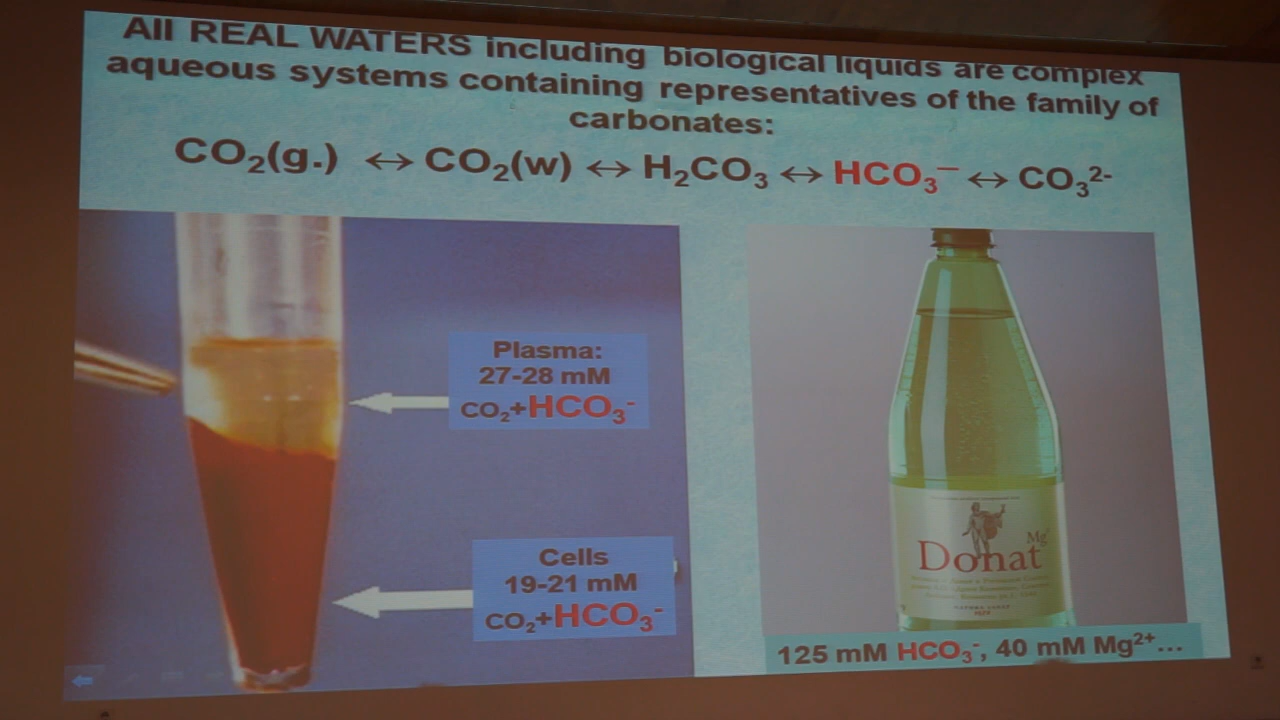 All REAL WATERS including biological liquids are complex
aqueous systems containing representatives of the family of
carbonates:
CO₂(g.) ↔ CO₂(w) ↔ H₂CO₃ ↔ HCO₃⁻ ↔ CO₃²⁻
Plasma:
27-28 mM
CO₂+HCO₃⁻
Cells
19-21 mM
CO₂+HCO₃⁻
Donat Mg
125 mM HCO₃⁻, 40 mM Mg²⁺...